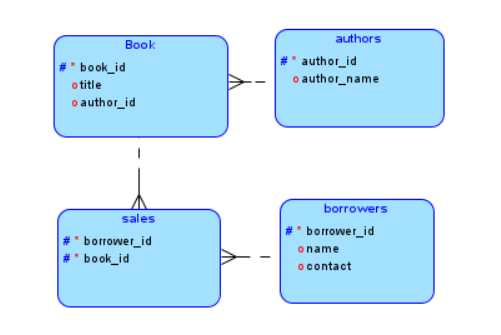 Book
# * book_id
o title
o author_id
authors
# * author_id
o author_name
sales
# * borrower_id
# * book_id
borrowers
# * borrower_id
o name
o contact